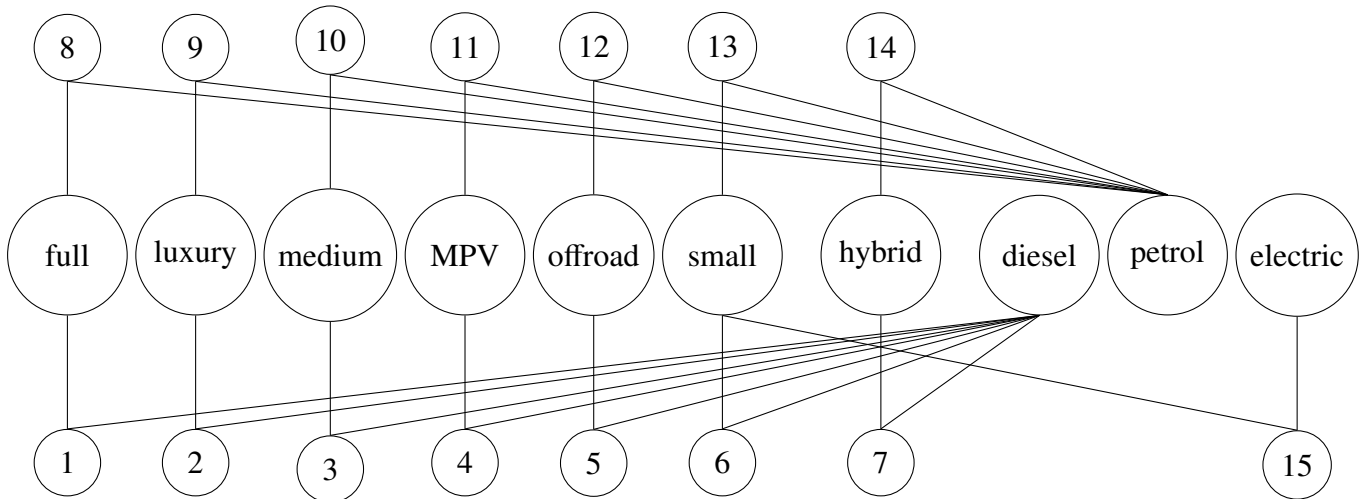 8 9 10 11 12 13 14
full luxury medium MPV offroad small hybrid diesel petrol electric
1 2 3 4 5 6 7 15